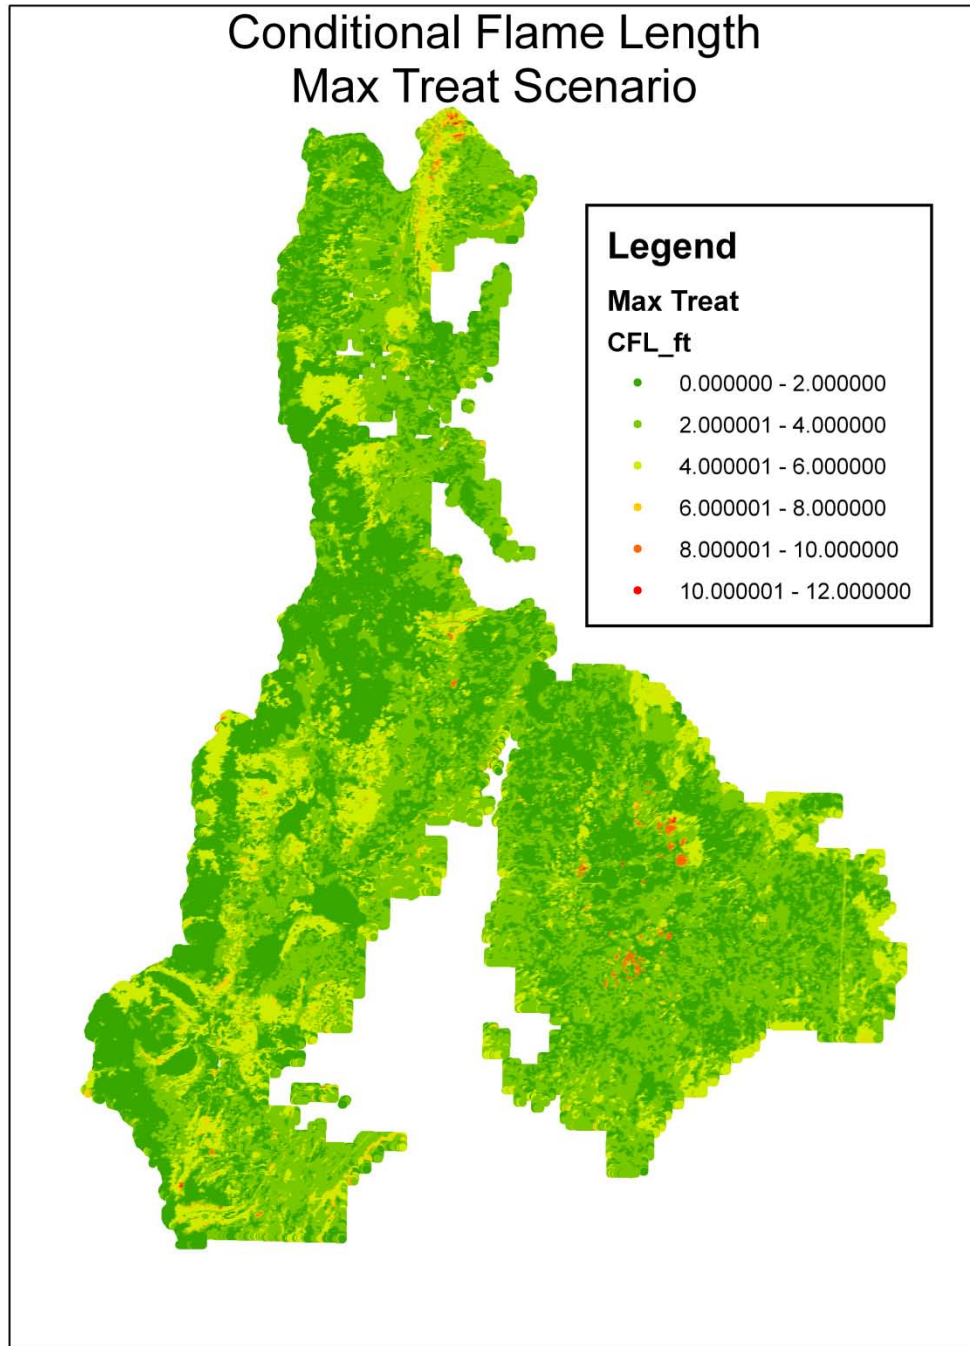 Conditional Flame Length
Max Treat Scenario
Legend
Max Treat
CFL_ft
0.000000 - 2.000000
2.000001 - 4.000000
4.000001 - 6.000000
6.000001 - 8.000000
8.000001 - 10.000000
10.000001 - 12.000000